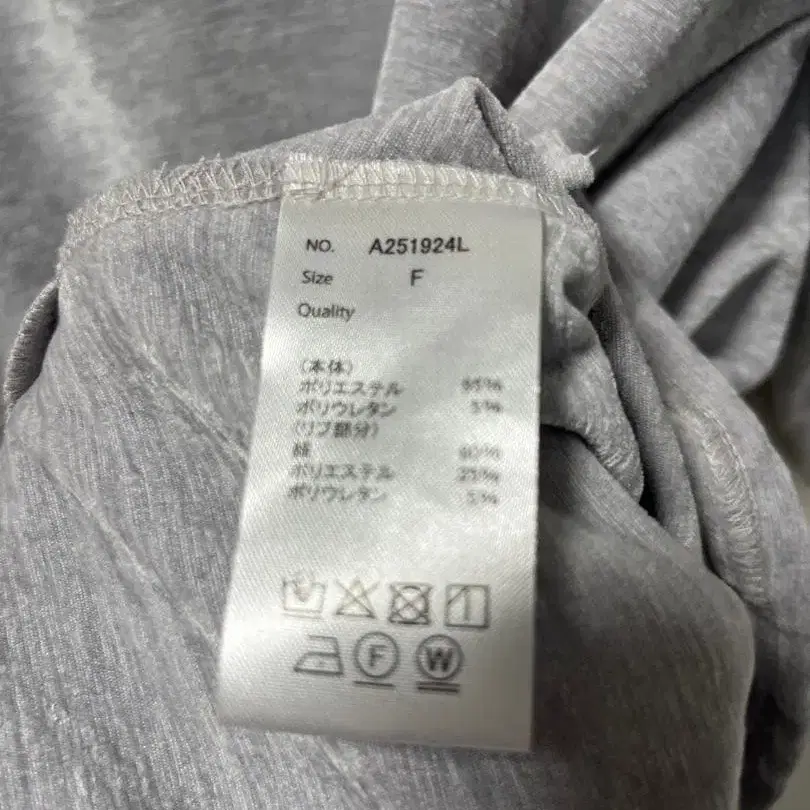 NO. A251924L
Size F
Quality
(本体)
ポリエステル 95%
ポリウレタン 5%
(リブ部分)
綿
ポリエステル
ポリウレタン 5%
F W